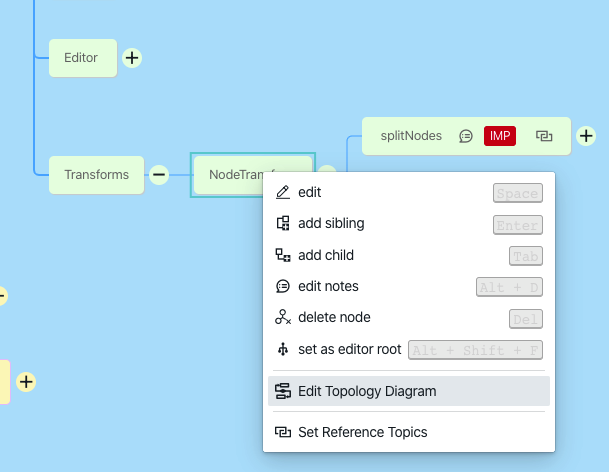 Editor
splitNodes IMP
Transforms
edit Space
add sibling Enter
add child Tab
edit notes Alt + D
delete node Del
set as editor root Alt + Shift + F
Edit Topology Diagram
Set Reference Topics